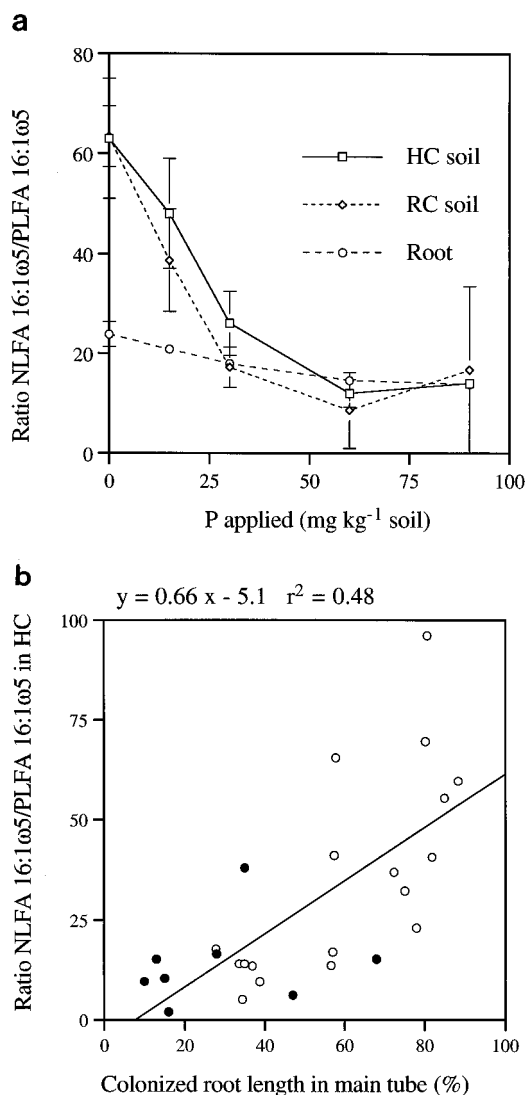 a
80
60
40
20
0
Ratio NLFA 16:1ω5/PLFA 16:1ω5
HC soil
RC soil
Root
0 25 50 75 100
P applied (mg kg⁻¹ soil)
b
y = 0.66 x - 5.1 r² = 0.48
100
75
50
25
0
Ratio NLFA 16:1ω5/PLFA 16:1ω5 in HC
0 20 40 60 80 100
Colonized root length in main tube (%)